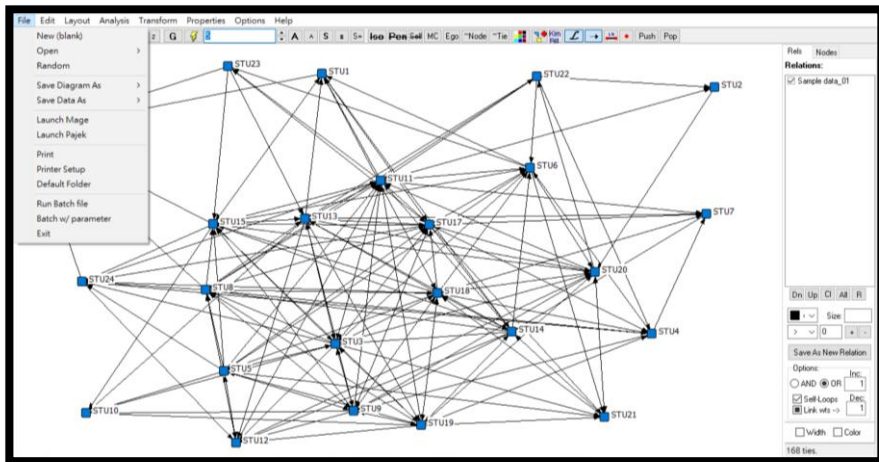 File Edit Layout Analysis Transform Properties Options Help
New (blank)
Open
Random
Save Diagram As
Save Data As
Launch Mage
Launch Pajek
Print
Printer Setup
Default Folder
Run Batch file
Batch w/ parameter
Exit
z G 2 A A S s S= Iso Pen Self MC Ego ~Node ~Tie L Push Pop
STU23
STU1
STU22
STU2
STU6
STU11
STU7
STU15
STU13
STU17
STU20
STU24
STU8
STU18
STU14
STU4
STU3
STU5
STU10
STU9
STU12
STU19
STU21
Rels Nodes
Relations:
Sample data_01
Dn Up Cl All R
Size:
> 0 + -
Save As New Relation
Options: Inc:
AND OR 1
Self-Loops Dec:
Link wts -> 1
Width Color
168 ties.